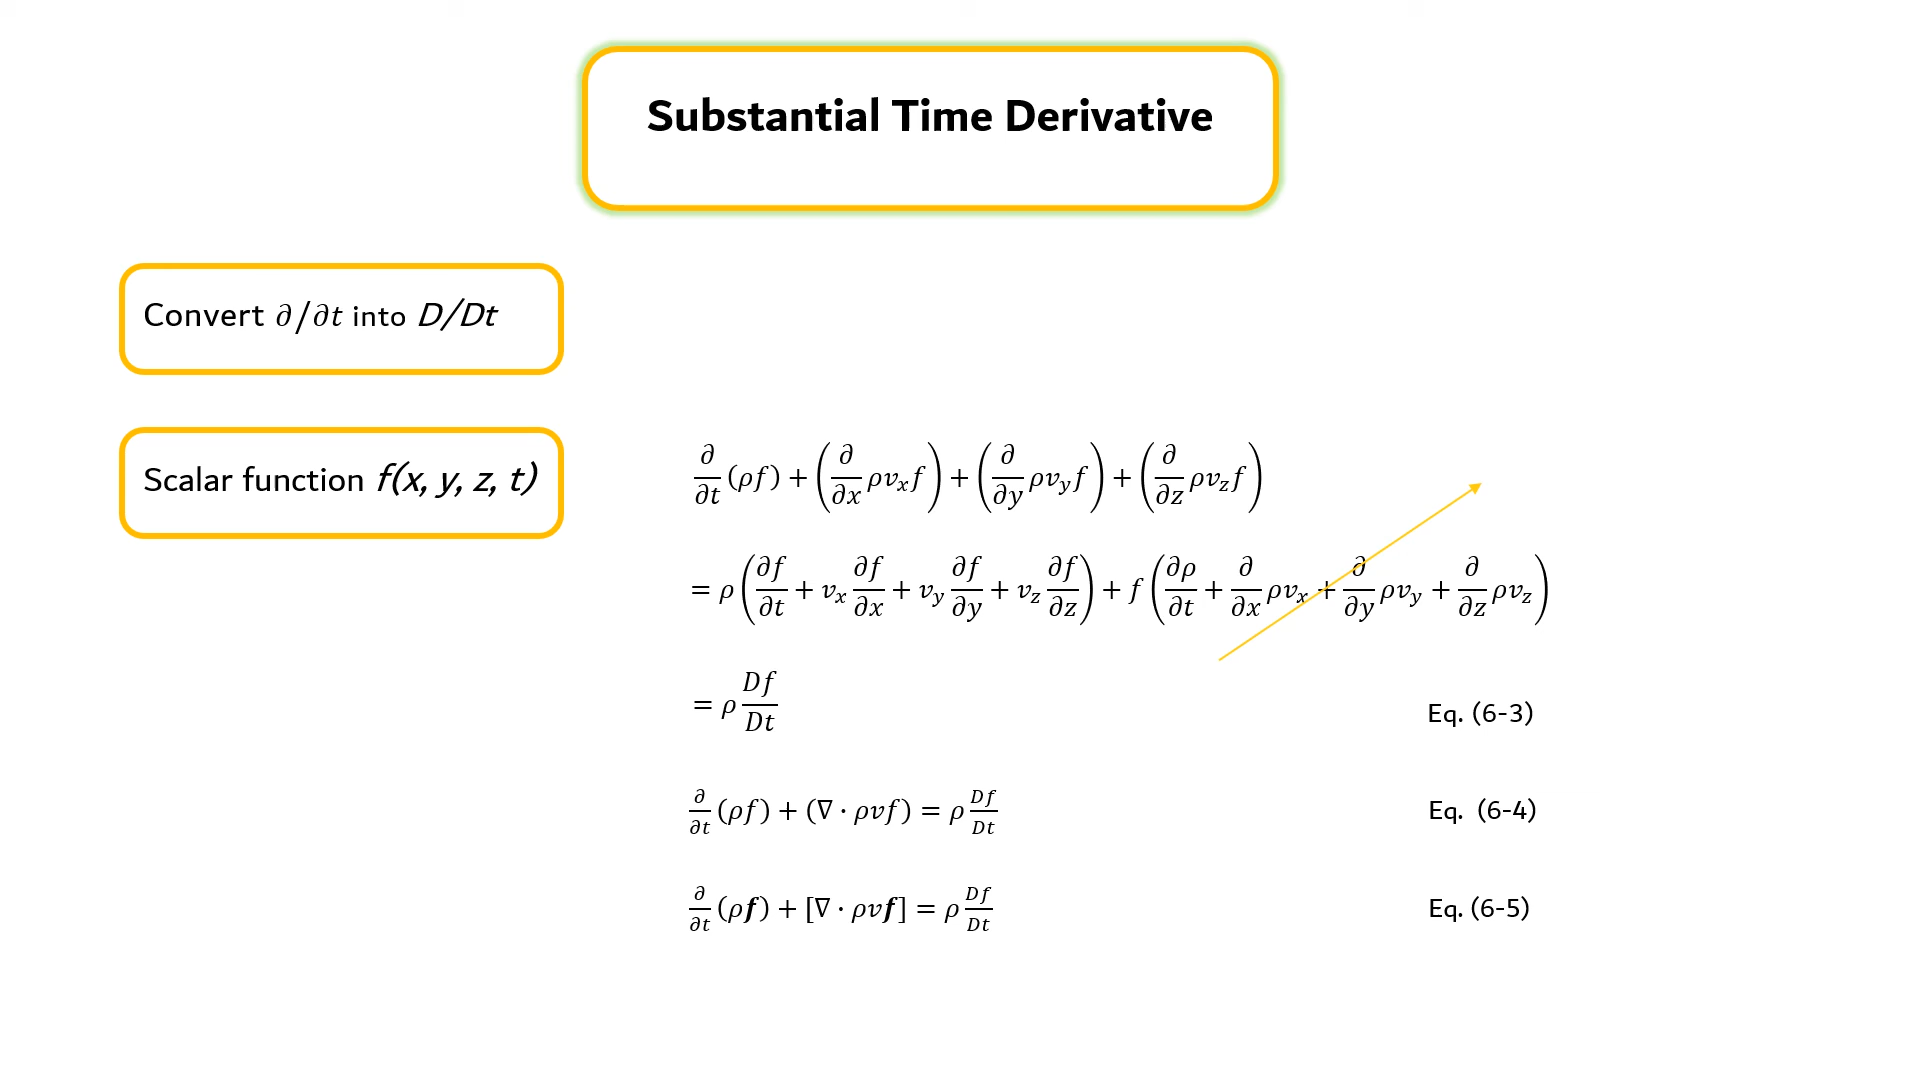 Substantial Time Derivative
Convert ∂/∂t into D/Dt
Scalar function f(x, y, z, t)
∂/∂t (ρf) + (∂/∂x ρv_x f) + (∂/∂y ρv_y f) + (∂/∂z ρv_z f)
= ρ (∂f/∂t + v_x ∂f/∂x + v_y ∂f/∂y + v_z ∂f/∂z) + f (∂ρ/∂t + ∂/∂x ρv_x + ∂/∂y ρv_y + ∂/∂z ρv_z)
= ρ Df/Dt Eq. (6-3)
∂/∂t (ρf) + (∇ · ρvf) = ρ Df/Dt Eq. (6-4)
∂/∂t (ρf) + [∇ · ρvf] = ρ Df/Dt Eq. (6-5)